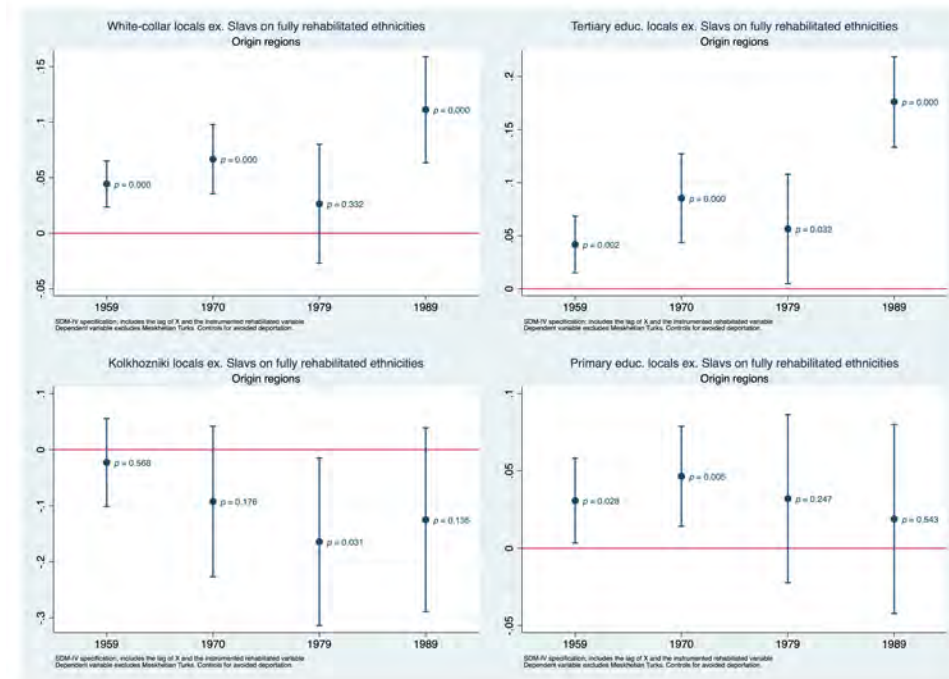 White-collar locals ex. Slavs on fully rehabilitated ethnicities
Origin regions
.15
.1
.05
0
-.05
p = 0.000
p = 0.000
p = 0.332
p = 0.000
1959 1970 1979 1989
SDM-IV specification, includes the lag of X and the instrumented rehabilitated variable
Dependent variable excludes Meskhetian Turks. Controls for avoided deportation.
Tertiary educ. locals ex. Slavs on fully rehabilitated ethnicities
Origin regions
.2
.15
.1
.05
0
p = 0.002
p = 0.000
p = 0.032
p = 0.000
1959 1970 1979 1989
SDM-IV specification, includes the lag of X and the instrumented rehabilitated variable
Dependent variable excludes Meskhetian Turks. Controls for avoided deportation.
Kolkhozniki locals ex. Slavs on fully rehabilitated ethnicities
Origin regions
.1
0
-.1
-.2
-.3
p = 0.568
p = 0.176
p = 0.031
p = 0.135
1959 1970 1979 1989
SDM-IV specification, includes the lag of X and the instrumented rehabilitated variable
Dependent variable excludes Meskhetian Turks. Controls for avoided deportation.
Primary educ. locals ex. Slavs on fully rehabilitated ethnicities
Origin regions
.1
.05
0
-.05
p = 0.028
p = 0.005
p = 0.247
p = 0.543
1959 1970 1979 1989
SDM-IV specification, includes the lag of X and the instrumented rehabilitated variable
Dependent variable excludes Meskhetian Turks. Controls for avoided deportation.